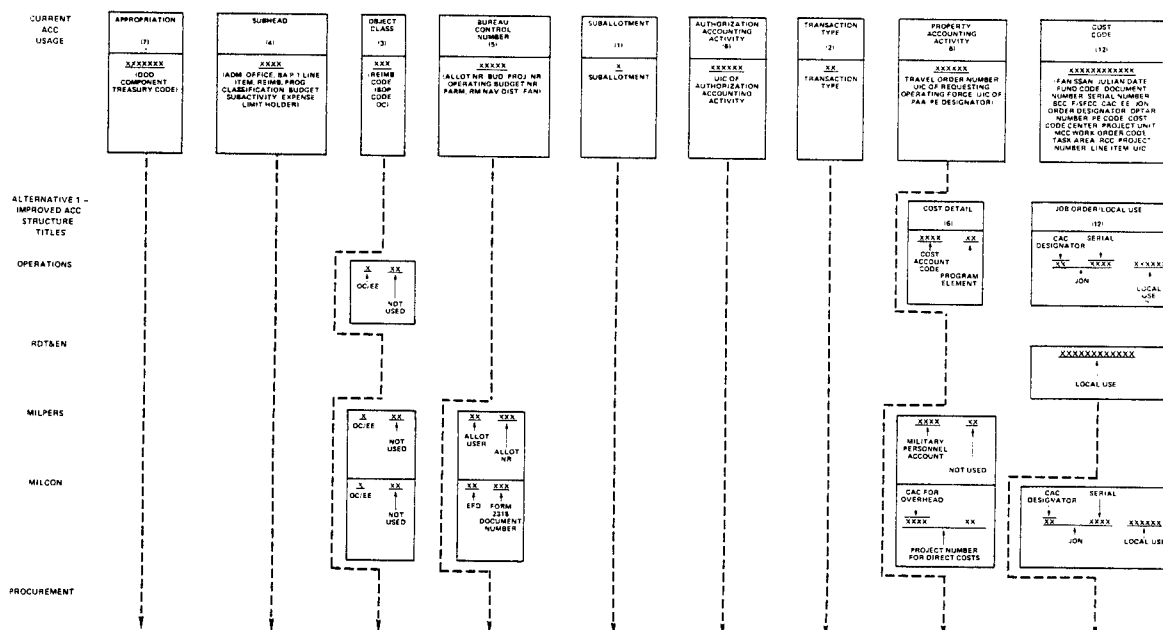 CURRENT
ACC
USAGE
APPROPRIATION
(7)
XXXXXXX
(DOD
COMPONENT
TREASURY CODE)
SUBHEAD
(4)
XXXX
(ADM OFFICE, BAP 1 LINE
ITEM, REIMB, PROG
CLASSIFICATION BUDGET
SUBACTIVITY EXPENSE
LIMIT HOLDER)
OBJECT
CLASS
(3)
XXX
(REIMB
CODE
CODE
OC)
BUREAU
CONTROL
NUMBER
(5)
XXXXX
(ALLOT NR BUD PROJ NR
OPERATING BUDGET NR
PARM, RM NAV DIST FAN)
SUBALLOTMENT
(1)
X
SUBALLOTMENT
AUTHORIZATION
ACCOUNTING
ACTIVITY
(6)
XXXXXX
UIC OF
AUTHORIZATION
ACCOUNTING
ACTIVITY
TRANSACTION
TYPE
(2)
XX
TRANSACTION
TYPE
PROPERTY
ACCOUNTING
ACTIVITY
6)
XXXXXX
TRAVEL ORDER NUMBER
UIC OF REQUESTING
OPERATING FORCE UIC OF
PAA PE DESIGNATOR)
COST
CODE
(12)
XXXXXXXXXXXX
(FAN SSAN JULIAN DATE
FUND CODE DOCUMENT
NUMBER SERIAL NUMBER
BCC F/SFCC CAC EE JON
ORDER DESIGNATOR OPTAR
NUMBER PE CODE COST
CODE CENTER PROJECT UNIT
MCC WORK ORDER CODE
TASK AREA RCC PROJECT
NUMBER LINE ITEM UIC
ALTERNATIVE 1 –
IMPROVED ACC
STRUCTURE
TITLES
COST DETAIL
(6)
JOB ORDER/LOCAL USE
(12)
OPERATIONS
X XX
OC/EE
NOT
USED
XXXX XX
COST
ACCOUNT
CODE
PROGRAM
ELEMENT
CAC
DESIGNATOR
SERIAL
XX XXXX XXXXXX
JON
LOCAL
USE
RDT&EN
XXXXXXXXXXXX
LOCAL USE
MILPERS
X XX
OC/EE
NOT
USED
XX XXX
ALLOT
USER
ALLOT
NR
XXXX XX
MILITARY
PERSONNEL
ACCOUNT
NOT USED
MILCON
X XX
OC/EE
NOT
USED
XX XXX
EFD
FORM
DOCUMENT
NUMBER
CAC FOR
OVERHEAD
XXXX XX
PROJECT NUMBER
FOR DIRECT COSTS
CAC
DESIGNATOR
SERIAL
XX XXXX XXXXXX
JON
LOCAL USE
PROCUREMENT